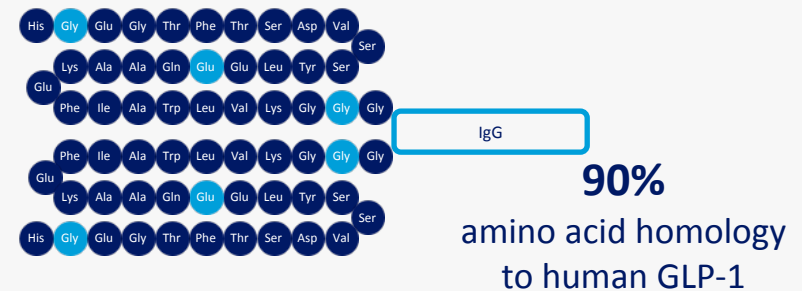 His Gly Glu Gly Thr Phe Thr Ser Asp Val
Ser
Lys Ala Ala Gln Glu Glu Leu Tyr Ser
Glu
Phe Ile Ala Trp Leu Val Lys Gly Gly Gly
IgG
Phe Ile Ala Trp Leu Val Lys Gly Gly Gly
Glu
Lys Ala Ala Gln Glu Glu Leu Tyr Ser
Ser
His Gly Glu Gly Thr Phe Thr Ser Asp Val
90%
amino acid homology
to human GLP-1